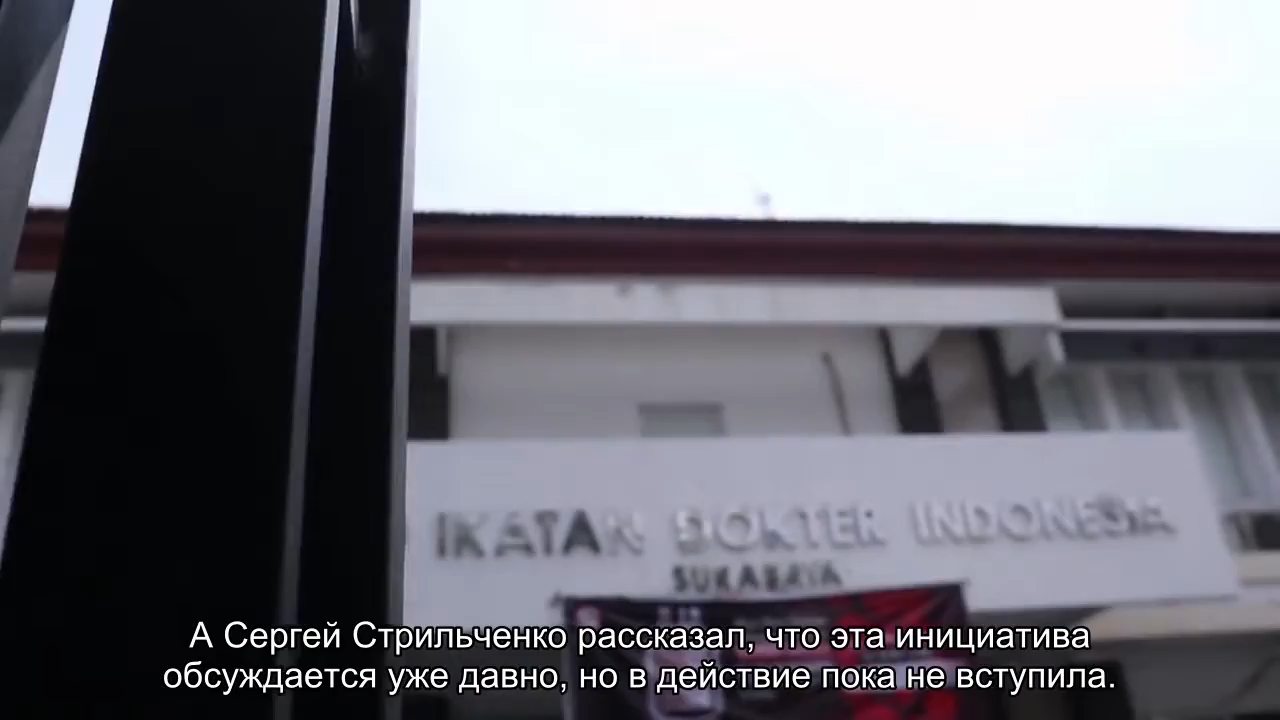 IKATAN DOKTER INDONESIA
SURABAYA
А Сергей Стрильченко рассказал, что эта инициатива
обсуждается уже давно, но в действие пока не вступила.